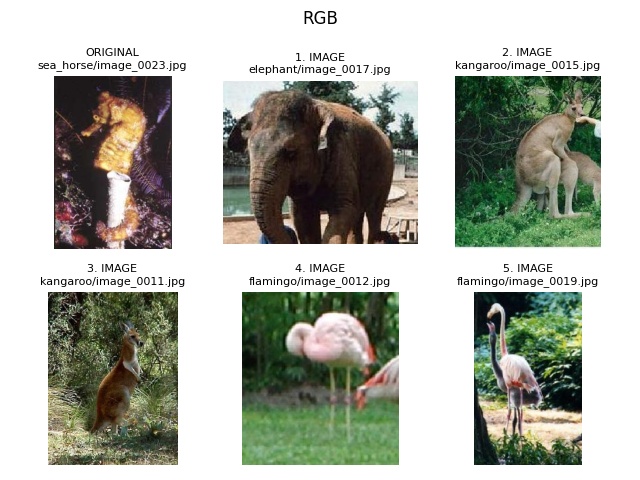 RGB
ORIGINAL
sea_horse/image_0023.jpg
1. IMAGE
elephant/image_0017.jpg
2. IMAGE
kangaroo/image_0015.jpg
3. IMAGE
kangaroo/image_0011.jpg
4. IMAGE
flamingo/image_0012.jpg
5. IMAGE
flamingo/image_0019.jpg